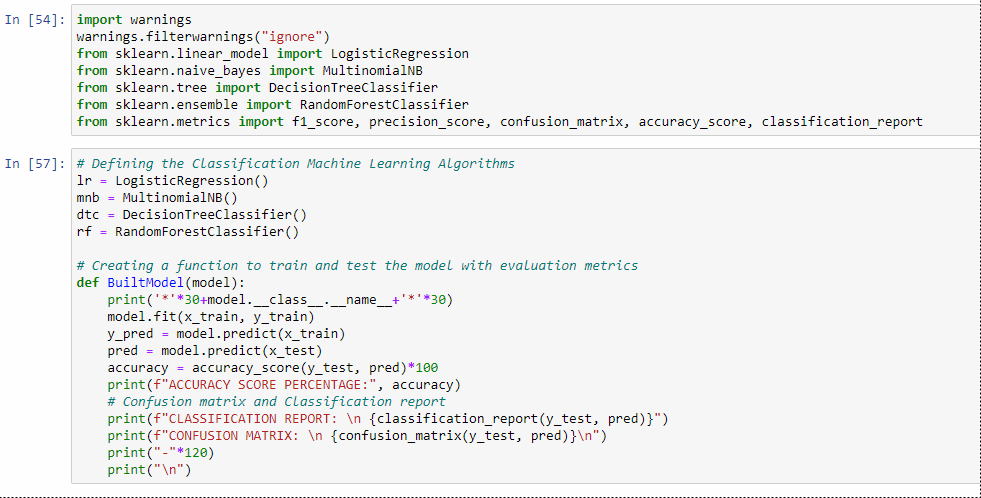 In [54]: import warnings
warnings.filterwarnings("ignore")
from sklearn.linear_model import LogisticRegression
from sklearn.naive_bayes import MultinomialNB
from sklearn.tree import DecisionTreeClassifier
from sklearn.ensemble import RandomForestClassifier
from sklearn.metrics import f1_score, precision_score, confusion_matrix, accuracy_score, classification_report
In [57]: # Defining the Classification Machine Learning Algorithms
lr = LogisticRegression()
mnb = MultinomialNB()
dtc = DecisionTreeClassifier()
rf = RandomForestClassifier()

# Creating a function to train and test the model with evaluation metrics
def BuiltModel(model):
    print('*'*30+model.__class__.__name__+'*'*30)
    model.fit(x_train, y_train)
    y_pred = model.predict(x_train)
    pred = model.predict(x_test)
    accuracy = accuracy_score(y_test, pred)*100
    print(f"ACCURACY SCORE PERCENTAGE:", accuracy)
    # Confusion matrix and Classification report
    print(f"CLASSIFICATION REPORT: \n {classification_report(y_test, pred)}")
    print(f"CONFUSION MATRIX: \n {confusion_matrix(y_test, pred)}\n")
    print("-"*120)
    print("\n")